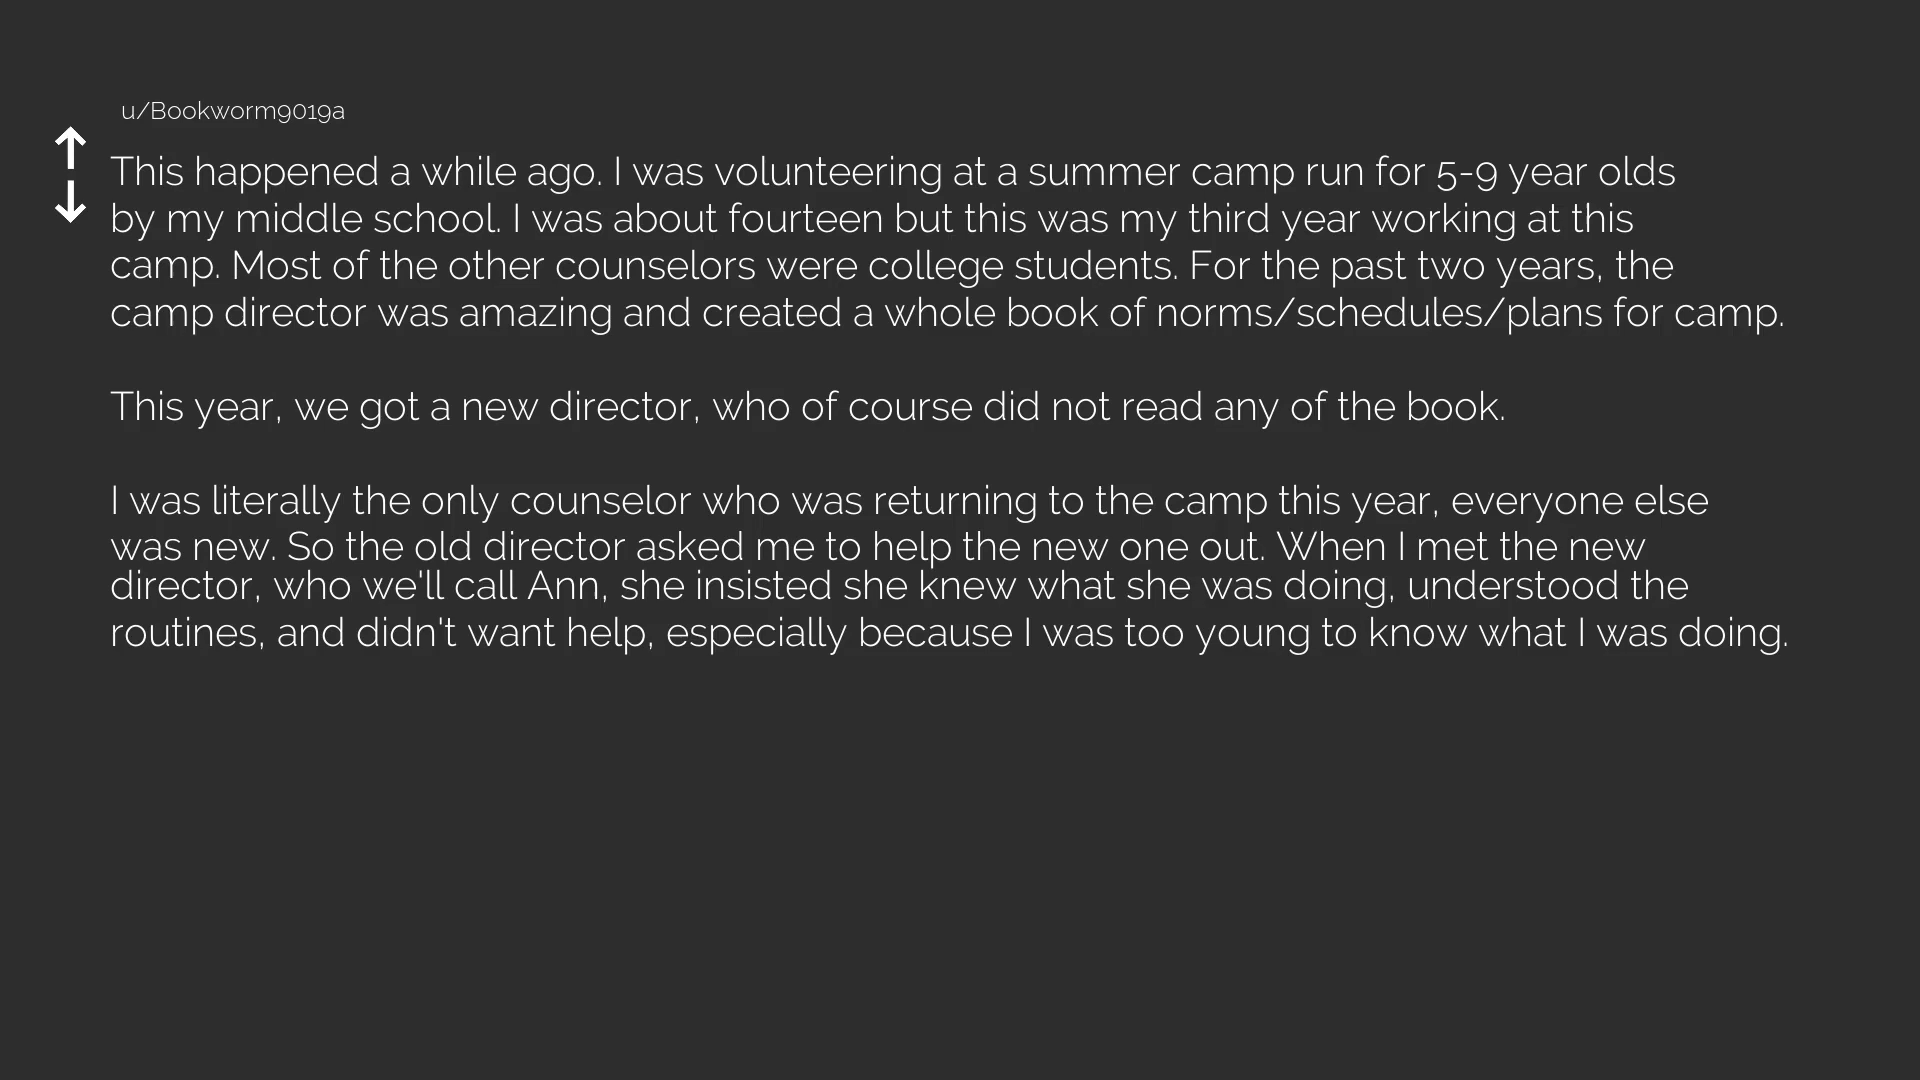 u/Bookworm9019a
This happened a while ago. I was volunteering at a summer camp run for 5-9 year olds
by my middle school. I was about fourteen but this was my third year working at this
camp. Most of the other counselors were college students. For the past two years, the
camp director was amazing and created a whole book of norms/schedules/plans for camp.
This year, we got a new director, who of course did not read any of the book.
I was literally the only counselor who was returning to the camp this year, everyone else
was new. So the old director asked me to help the new one out. When I met the new
director, who we'll call Ann, she insisted she knew what she was doing, understood the
routines, and didn't want help, especially because I was too young to know what I was doing.